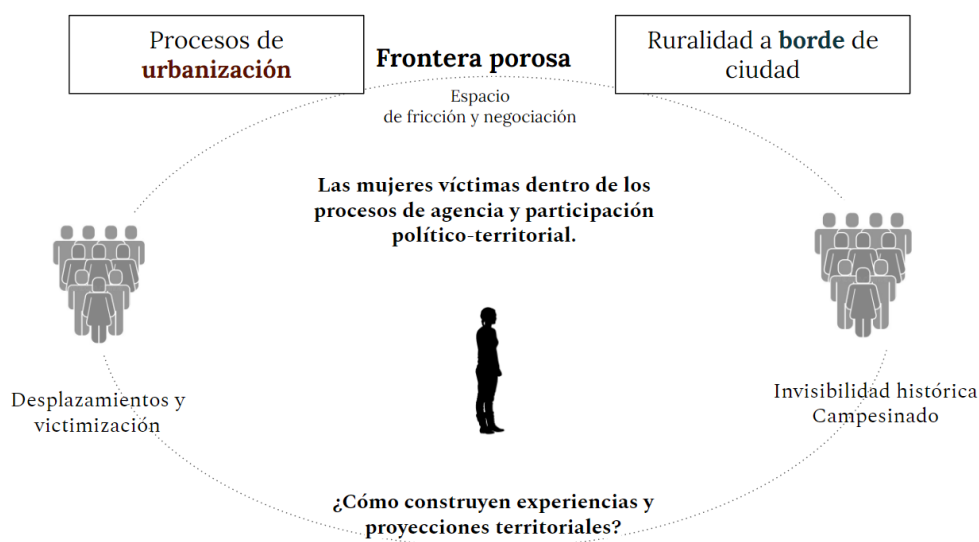 Procesos de
urbanización
Frontera porosa
Ruralidad a borde de
ciudad
Espacio
de fricción y negociación
Las mujeres víctimas dentro de los
procesos de agencia y participación
político-territorial.
Desplazamientos y
victimización
Invisibilidad histórica
Campesinado
¿Cómo construyen experiencias y
proyecciones territoriales?